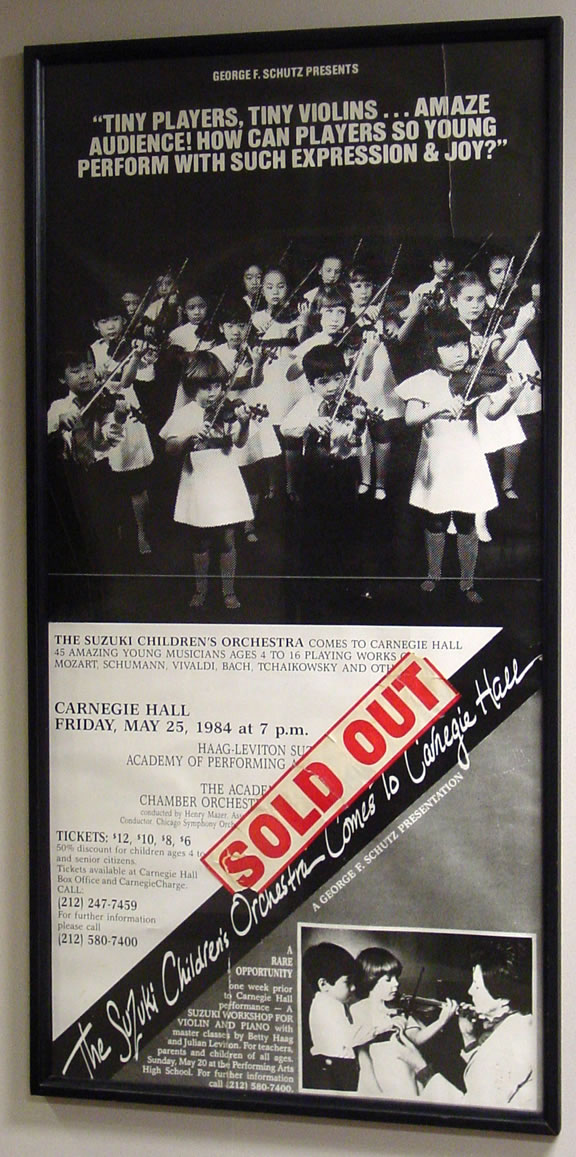 GEORGE F. SCHUTZ PRESENTS
“TINY PLAYERS, TINY VIOLINS . . . AMAZE
AUDIENCE! HOW CAN PLAYERS SO YOUNG
PERFORM WITH SUCH EXPRESSION & JOY?”
THE SUZUKI CHILDREN'S ORCHESTRA COMES TO CARNEGIE HALL
45 AMAZING YOUNG MUSICIANS AGES 4 TO 16 PLAYING WORKS
MOZART, SCHUMANN, VIVALDI, BACH, TCHAIKOWSKY AND
CARNEGIE HALL
FRIDAY, MAY 25, 1984 at 7 p.m.
HAAG-LEVITON
ACADEMY OF PERFORMING
THE
CHAMBER
conducted by Henry Mazer,
Conductor, Chicago Symphony
SOLD OUT
TICKETS: $12, $10, $8, $6
50% discount for children ages 4 to
and senior citizens.
Tickets available at Carnegie Hall
Box Office and CarnegieCharge.
CALL:
(212) 247-7459
For further information
please call
(212) 580-7400
The Suzuki Children's Orchestra Comes To Carnegie Hall
A GEORGE F. SCHUTZ PRESENTATION
A
RARE
OPPORTUNITY
one week prior
to Carnegie Hall
performance — A
SUZUKI WORKSHOP FOR
VIOLIN AND PIANO with
master classes by Betty Haag
and Julian Leviton. For teachers,
parents and children of all ages.
Sunday, May 20 at the Performing Arts
High School. For further information
call (212) 580-7400.